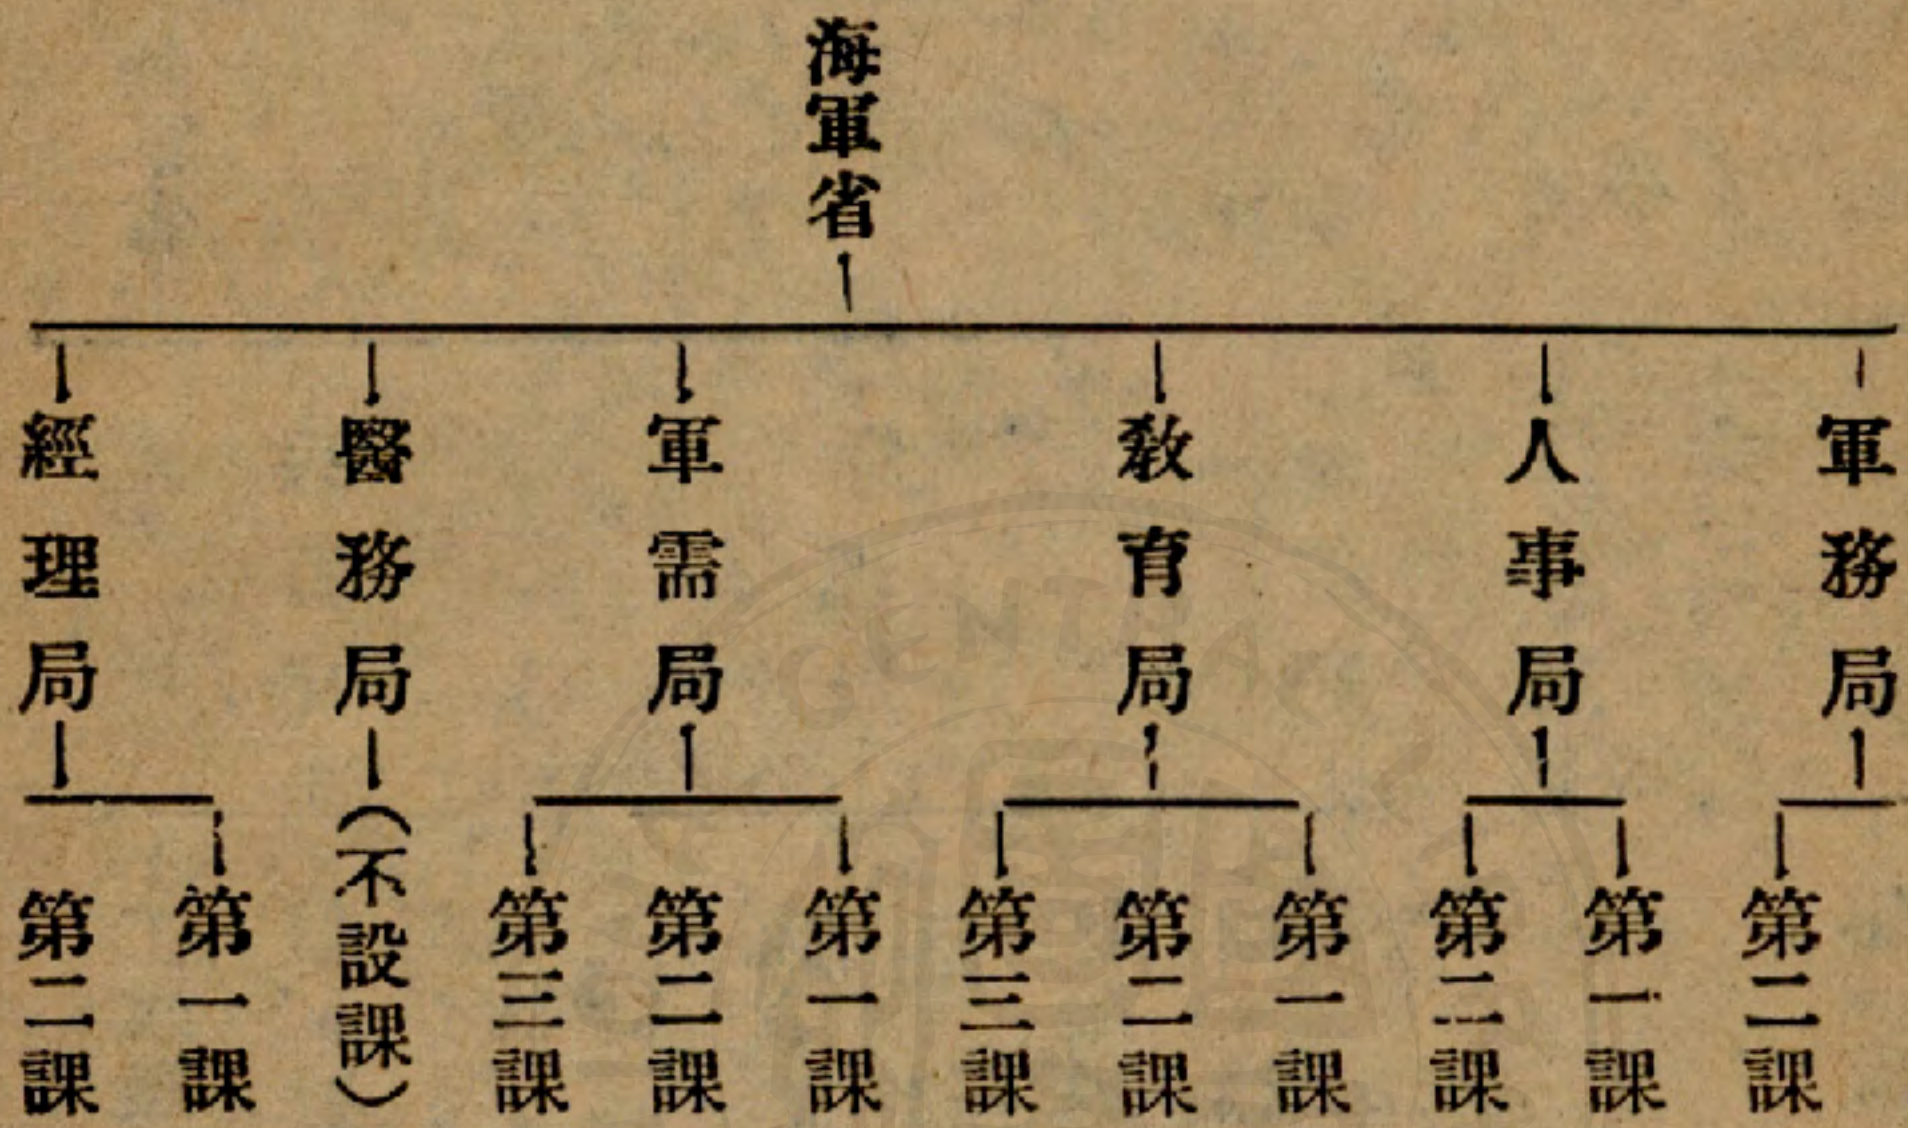 海軍省
軍務局
第二課
人事局
第一課
第二課
教育局
第一課
第二課
第三課
軍需局
第一課
第二課
第三課
醫務局
(不設課)
經理局
第一課
第二課
CENTRAL